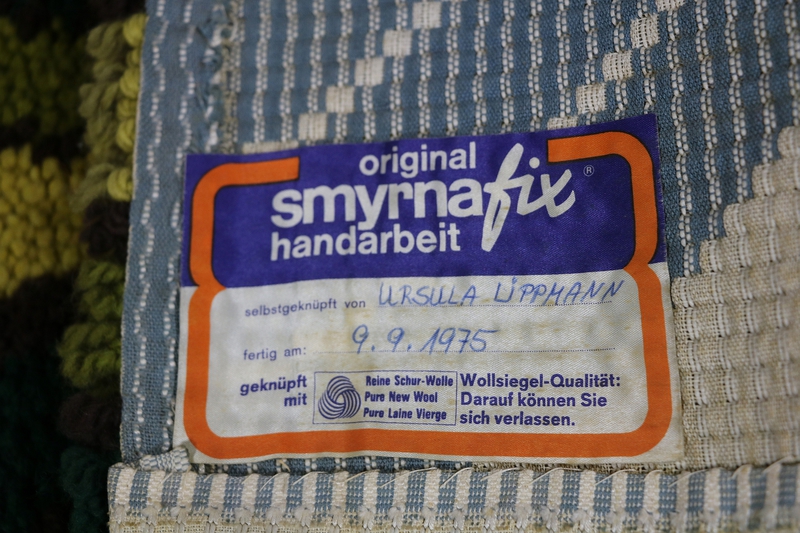 original
smyrnafix ®
handarbeit
selbstgeknüpft von URSULA LIPPMANN
fertig am: 9.9.1975
geknüpft
mit
Reine Schur-Wolle
Pure New Wool
Pure Laine Vierge
Wollsiegel-Qualität:
Darauf können Sie
sich verlassen.